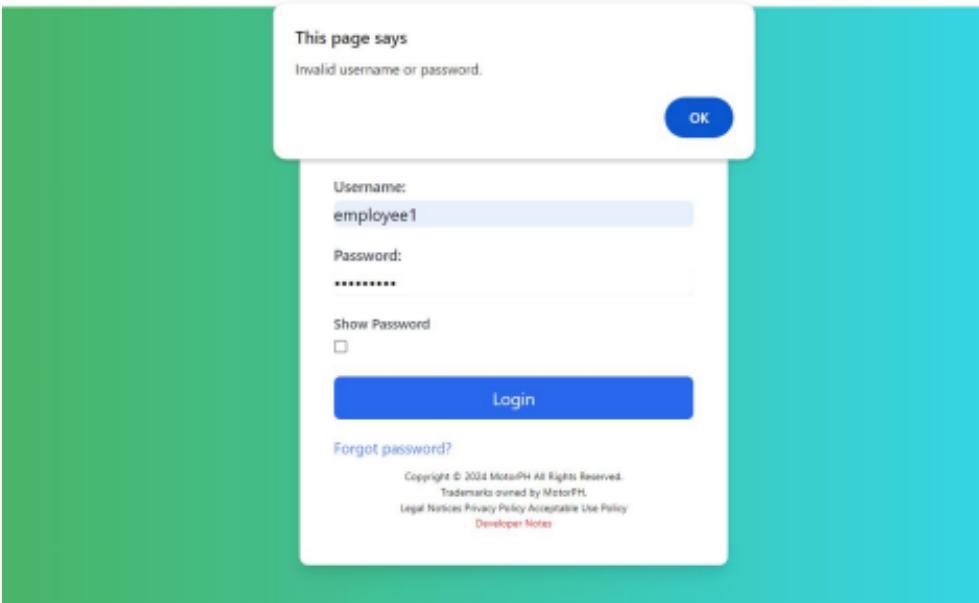 This page says
Invalid username or password.
OK
Username:
employee1
Password:
•••••••••
Show Password
Login
Forgot password?
Copyright © 2024 MotorPH All Rights Reserved.
Trademarks owned by MotorPH.
Legal Notices Privacy Policy Acceptable Use Policy
Developer Notes